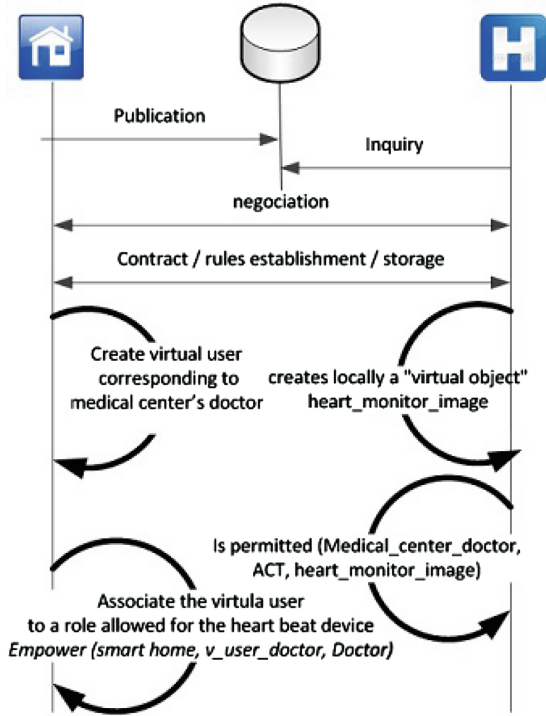 H
Publication
Inquiry
negociation
Contract / rules establishment / storage
Create virtual user
corresponding to
medical center's doctor
creates locally a "virtual object"
heart_monitor_image
Is permitted (Medical_center_doctor,
ACT, heart_monitor_image)
Associate the virtula user
to a role allowed for the heart beat device
Empower (smart home, v_user_doctor, Doctor)